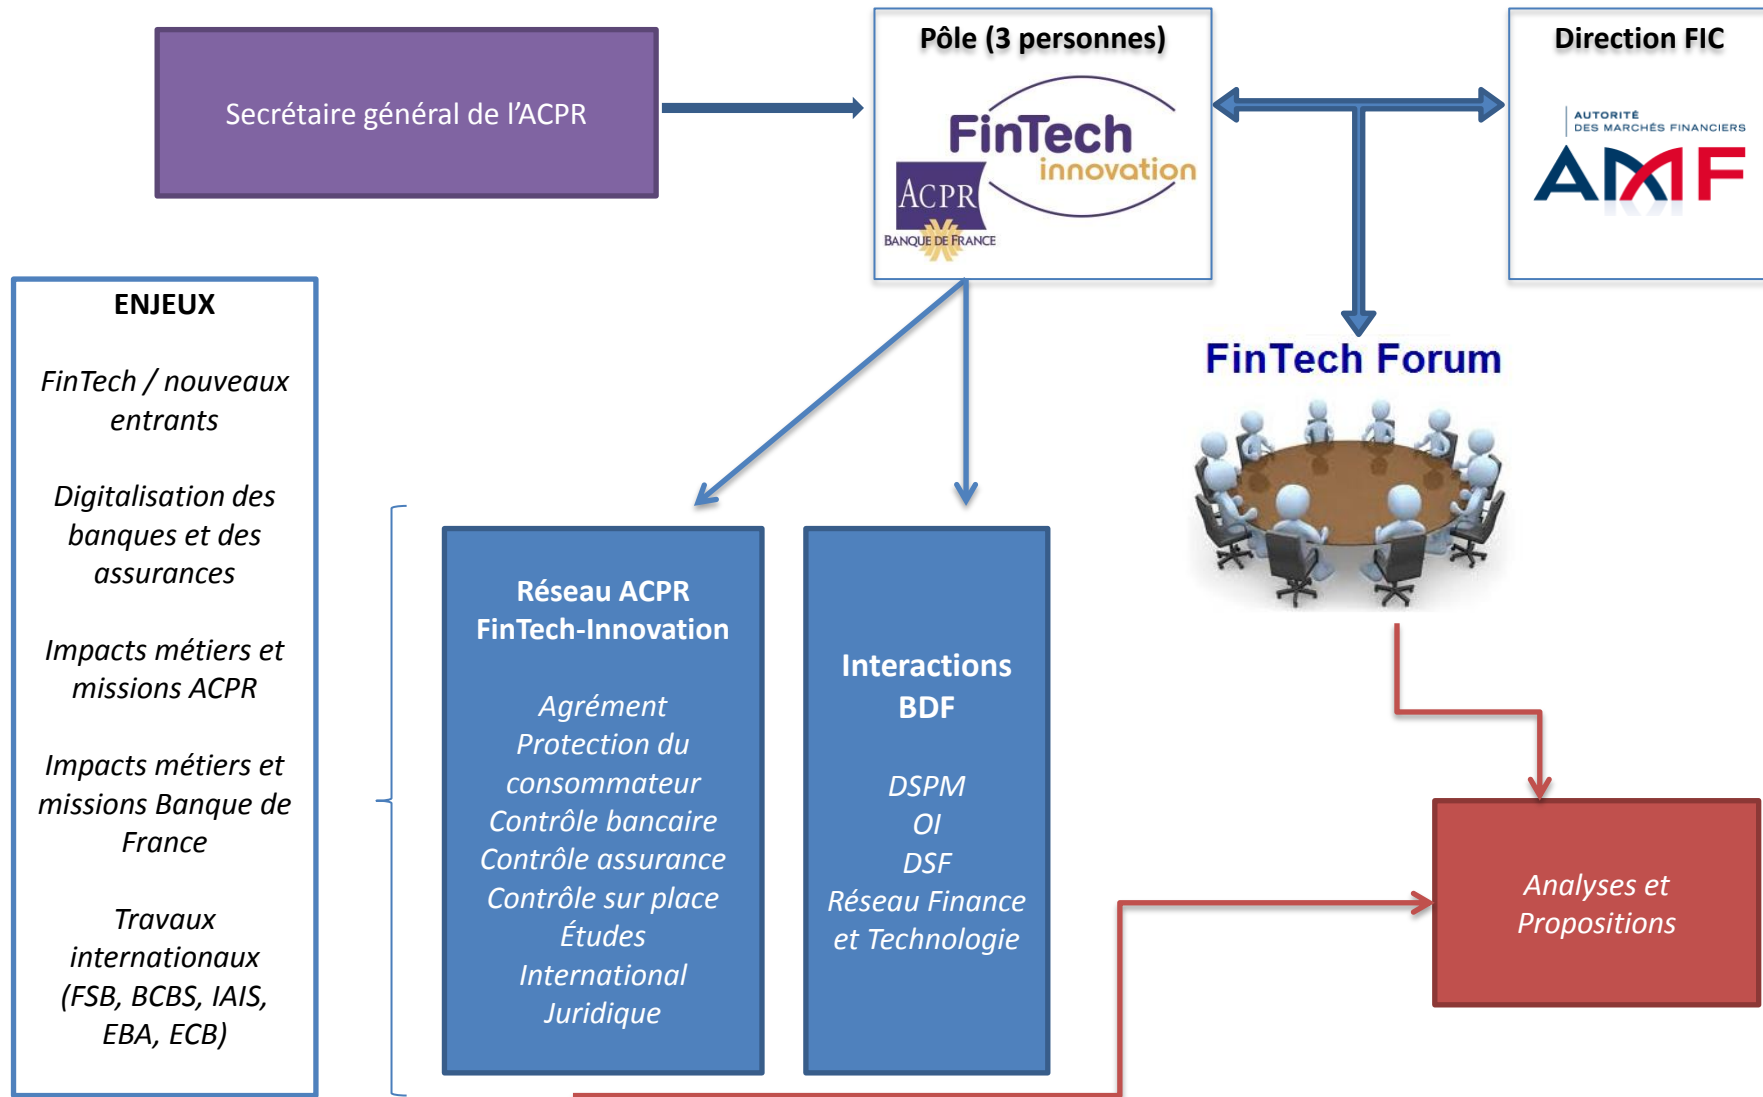 Secrétaire général de l’ACPR
Pôle (3 personnes)
FinTech
innovation
ACPR
BANQUE DE FRANCE
Direction FIC
AUTORITÉ
DES MARCHÉS FINANCIERS
AMF
FinTech Forum
ENJEUX
FinTech / nouveaux
entrants
Digitalisation des
banques et des
assurances
Impacts métiers et
missions ACPR
Impacts métiers et
missions Banque de
France
Travaux
internationaux
(FSB, BCBS, IAIS,
EBA, ECB)
Réseau ACPR
FinTech-Innovation
Agrément
Protection du
consommateur
Contrôle bancaire
Contrôle assurance
Contrôle sur place
Études
International
Juridique
Interactions
BDF
DSPM
OI
DSF
Réseau Finance
et Technologie
Analyses et
Propositions